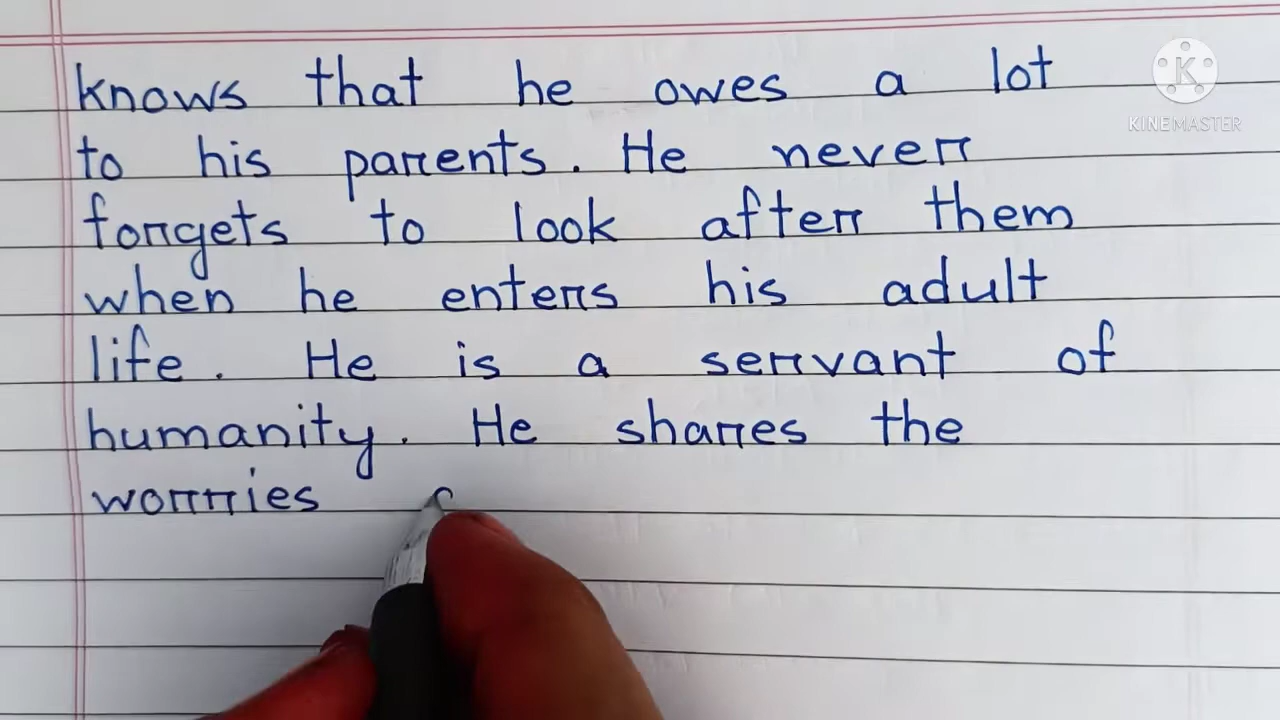 knows that he owes a lot
to his parents. He never
forgets to look after them
when he enters his adult
life. He is a servant of
humanity. He shares the
worries
K
KINEMASTER